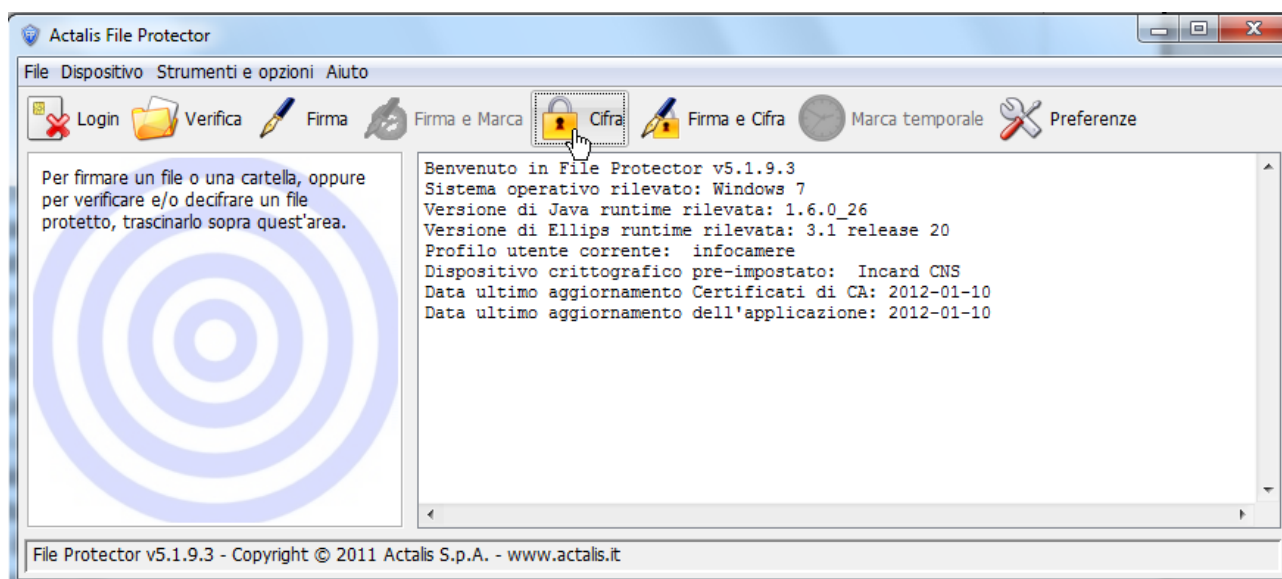 Actalis File Protector
File Dispositivo Strumenti e opzioni Aiuto
Login Verifica Firma Firma e Marca Cifra Firma e Cifra Marca temporale Preferenze
Per firmare un file o una cartella, oppure
per verificare e/o decifrare un file
protetto, trascinarlo sopra quest'area.
Benvenuto in File Protector v5.1.9.3
Sistema operativo rilevato: Windows 7
Versione di Java runtime rilevata: 1.6.0_26
Versione di Ellips runtime rilevata: 3.1 release 20
Profilo utente corrente:  infocamere
Dispositivo crittografico pre-impostato:  Incard CNS
Data ultimo aggiornamento Certificati di CA: 2012-01-10
Data ultimo aggiornamento dell'applicazione: 2012-01-10
File Protector v5.1.9.3 - Copyright © 2011 Actalis S.p.A. - www.actalis.it